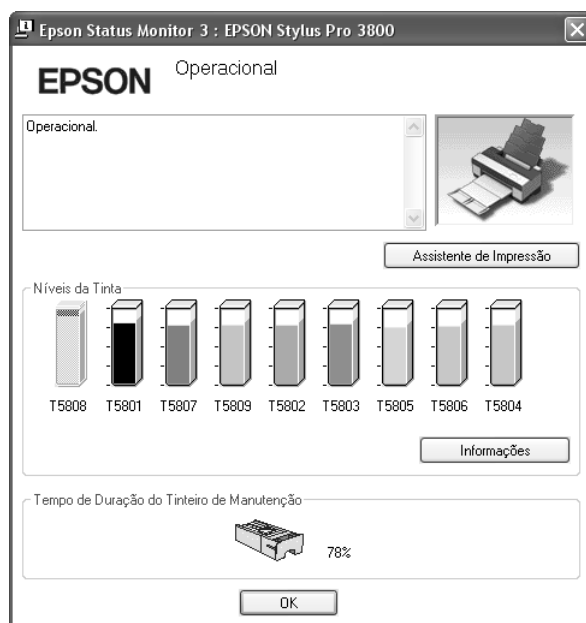 Epson Status Monitor 3 : EPSON Stylus Pro 3800
EPSON
Operacional
Operacional.
Assistente de Impressão
Níveis da Tinta
T5808 T5801 T5807 T5809 T5802 T5803 T5805 T5806 T5804
Informações
Tempo de Duração do Tinteiro de Manutenção
78%
OK